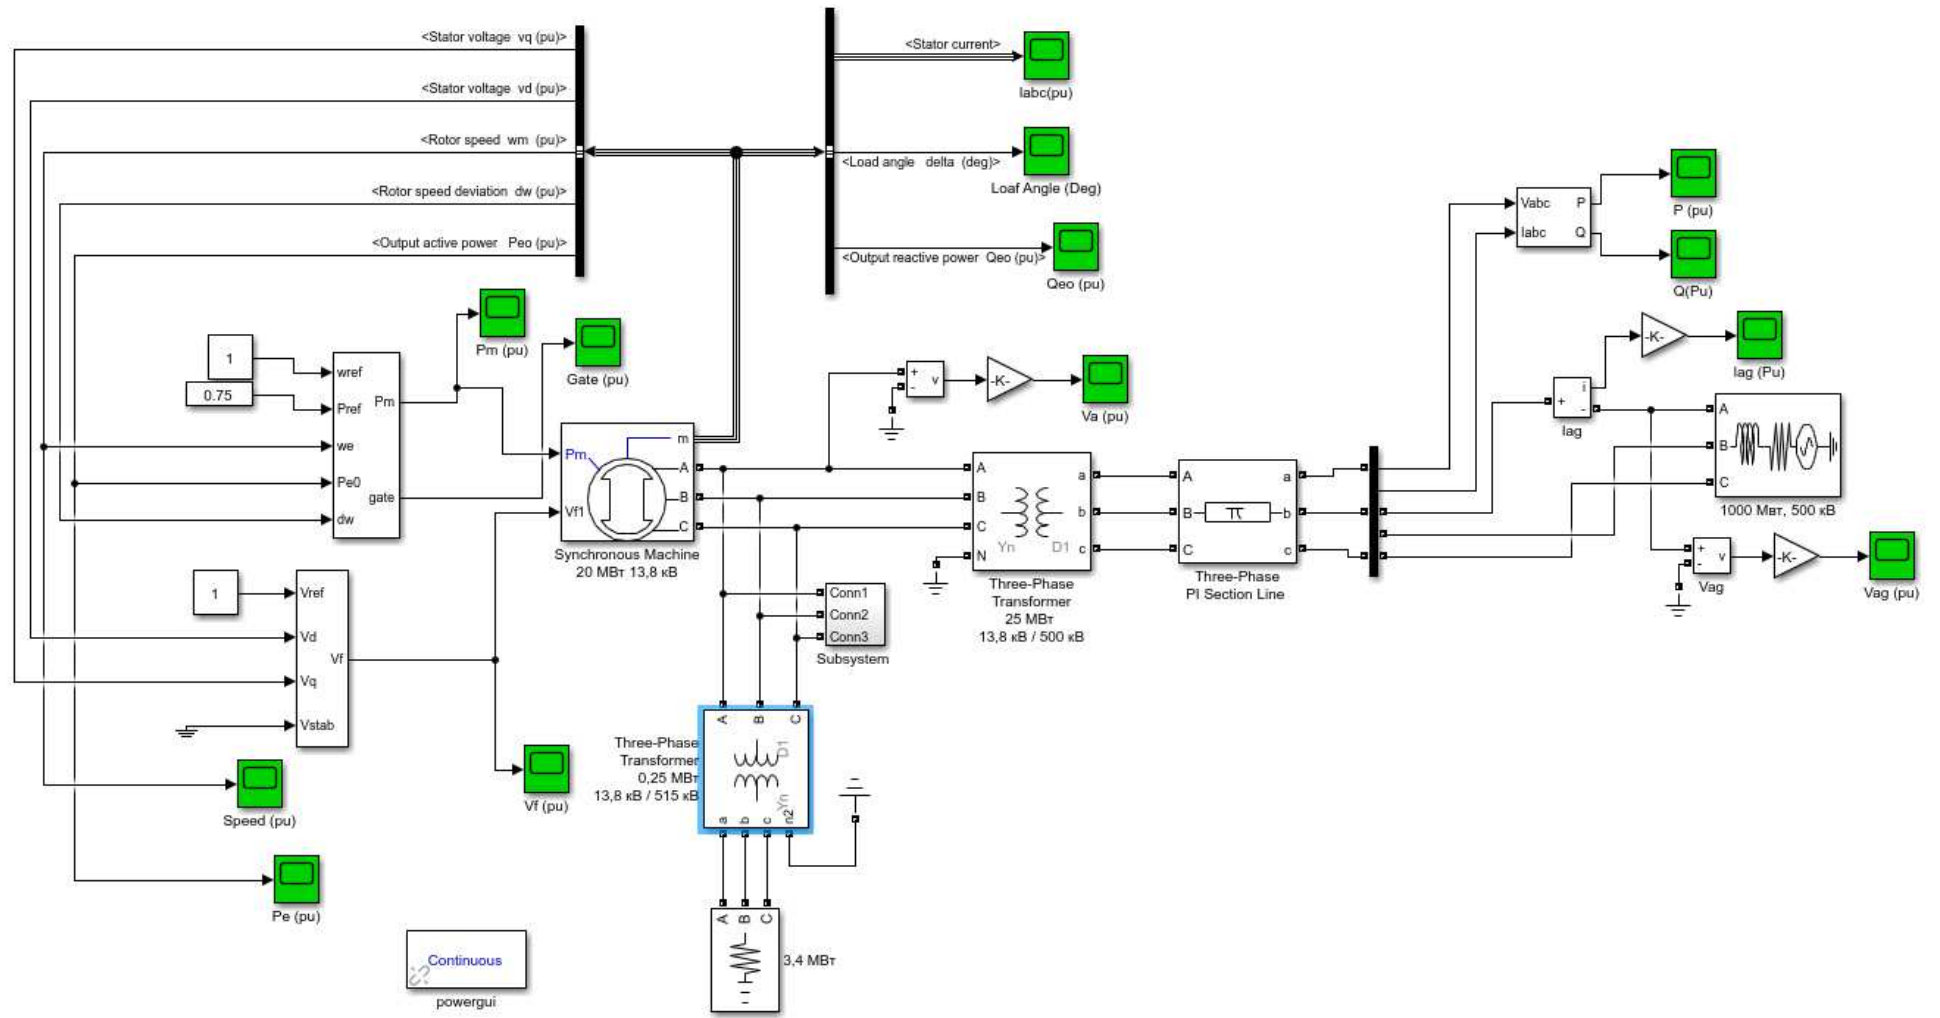 <Stator voltage  vq (pu)>
<Stator voltage  vd (pu)>
<Rotor speed  wm  (pu)>
<Rotor speed deviation  dw (pu)>
<Output active power   Peo (pu)>
<Stator current>
Iabc(pu)
<Load angle   delta  (deg)>
Loaf Angle (Deg)
<Output reactive power  Qeo (pu)>
Qeo (pu)
Vabc
Iabc
P
Q
P (pu)
Q(Pu)
-K-
Iag (Pu)
i
+
-
Iag
A
B
C
1000 Мвт, 500 кВ
+
-
v
Vag
-K-
Vag (pu)
1
0.75
wref
Pref
we
Pe0
dw
Pm
gate
Pm (pu)
Gate (pu)
+
-
v
-K-
Va (pu)
Pm
Vf1
m
A
B
C
Synchronous Machine
20 МВт 13,8 кВ
A
B
C
N
a
b
c
Yn
D1
Three-Phase
Transformer
25 МВт
13,8 кВ / 500 кВ
A
B
C
π
a
b
c
Three-Phase
PI Section Line
1
Vref
Vd
Vq
Vstab
Vf
Conn1
Conn2
Conn3
Subsystem
Vf (pu)
Speed (pu)
Pe (pu)
Three-Phase
Transformer
0,25 МВт
13,8 кВ / 515 кВ
A
B
C
D1
Yn
a
b
c
n2
A
B
C
3,4 МВт
Continuous
powergui